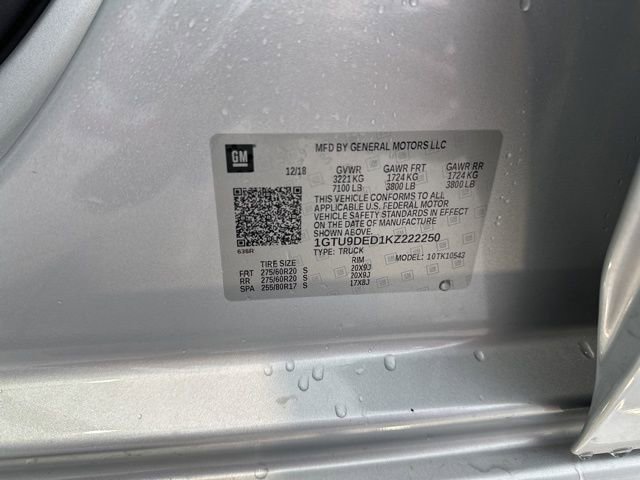 GM
MFD BY GENERAL MOTORS LLC
12/18 GVWR GAWR FRT GAWR RR
3221 KG 1724 KG 1724 KG
7100 LB 3800 LB 3800 LB
THIS VEHICLE CONFORMS TO ALL
APPLICABLE U.S. FEDERAL MOTOR
VEHICLE SAFETY STANDARDS IN EFFECT
ON THE DATE OF MANUFACTURE SHOWN ABOVE.
636R
1GTU9DED1KZ222250
TYPE: TRUCK MODEL: 10TK10543
TIRE SIZE RIM
FRT 275/60R20 S 20X9J
RR 275/60R20 S 20X9J
SPA 255/80R17 S 17X8J